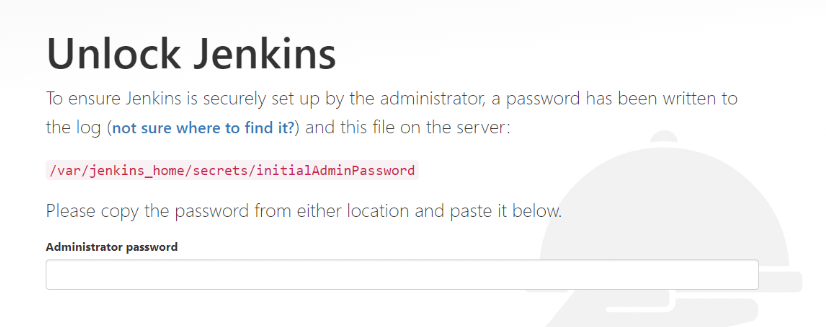 Unlock Jenkins
To ensure Jenkins is securely set up by the administrator, a password has been written to
the log (not sure where to find it?) and this file on the server:
/var/jenkins_home/secrets/initialAdminPassword
Please copy the password from either location and paste it below.
Administrator password